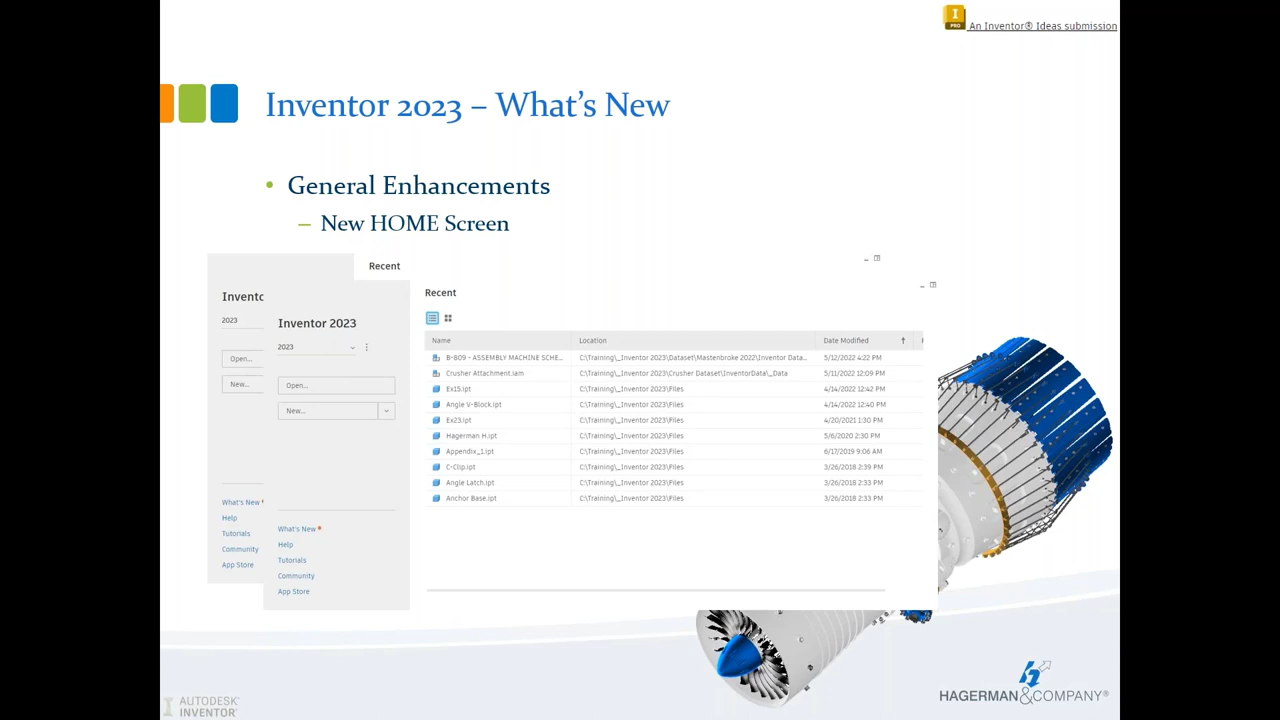 I
PRO
An Inventor® Ideas submission
Inventor 2023 – What's New
• General Enhancements
– New HOME Screen
Recent
Invento
2023
Open...
New...
What's New
Help
Tutorials
Community
App Store
Inventor 2023
2023
Open...
New...
What's New *
Help
Tutorials
Community
App Store
Recent
Name Location Date Modified ↑
B-809 - ASSEMBLY MACHINE SCHE... C:\Training\_Inventor 2023\Dataset\Mastenbroke 2022\Inventor Data... 5/12/2022 4:22 PM
Crusher Attachment.iam C:\Training\_Inventor 2023\Crusher Dataset\InventorData\_Data 5/11/2022 12:09 PM
Ex15.ipt C:\Training\_Inventor 2023\Files 4/14/2022 12:42 PM
Angle V-Block.ipt C:\Training\_Inventor 2023\Files 4/14/2022 12:40 PM
Ex23.ipt C:\Training\_Inventor 2023\Files 4/20/2021 1:30 PM
Hagerman H.ipt C:\Training\_Inventor 2023\Files 5/6/2020 2:30 PM
Appendix_1.ipt C:\Training\_Inventor 2023\Files 6/17/2019 9:06 AM
C-Clip.ipt C:\Training\_Inventor 2023\Files 3/26/2018 2:39 PM
Angle Latch.ipt C:\Training\_Inventor 2023\Files 3/26/2018 2:33 PM
Anchor Base.ipt C:\Training\_Inventor 2023\Files 3/26/2018 2:33 PM
I AUTODESK®
INVENTOR®
HAGERMAN&COMPANY®